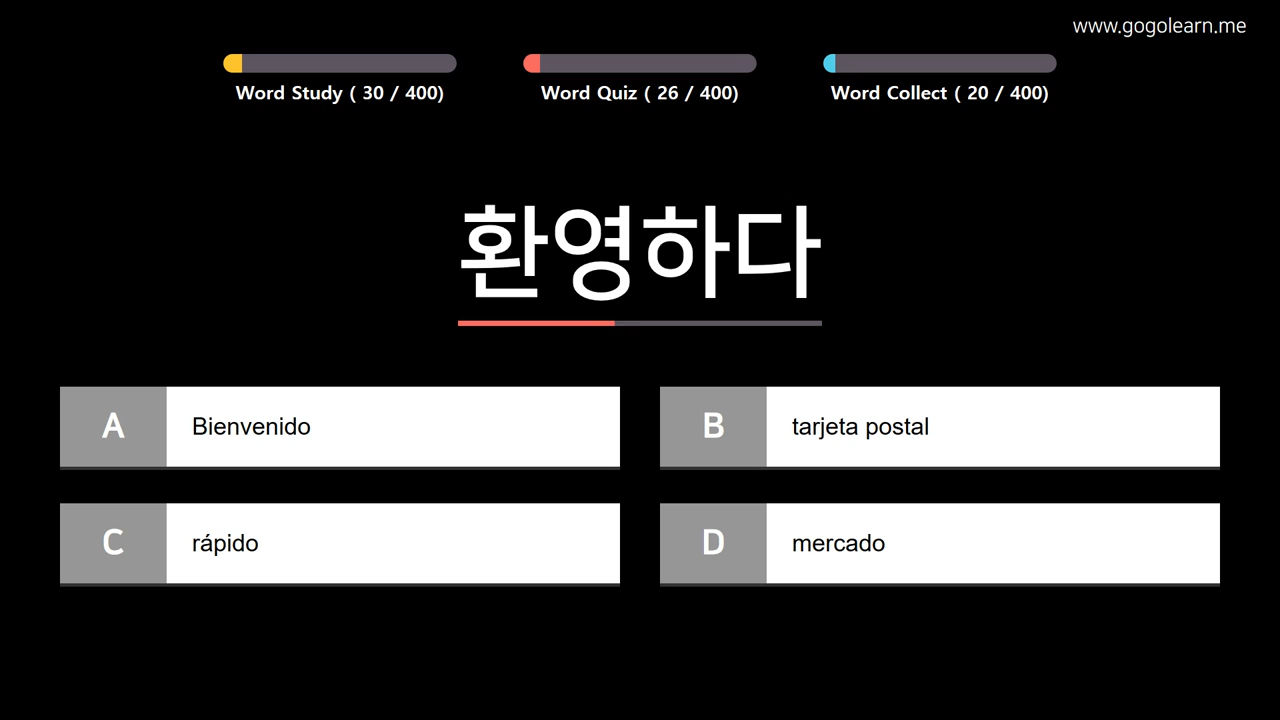 www.gogolearn.me
Word Study ( 30 / 400)
Word Quiz ( 26 / 400)
Word Collect ( 20 / 400)
환영하다
A
Bienvenido
B
tarjeta postal
C
rápido
D
mercado